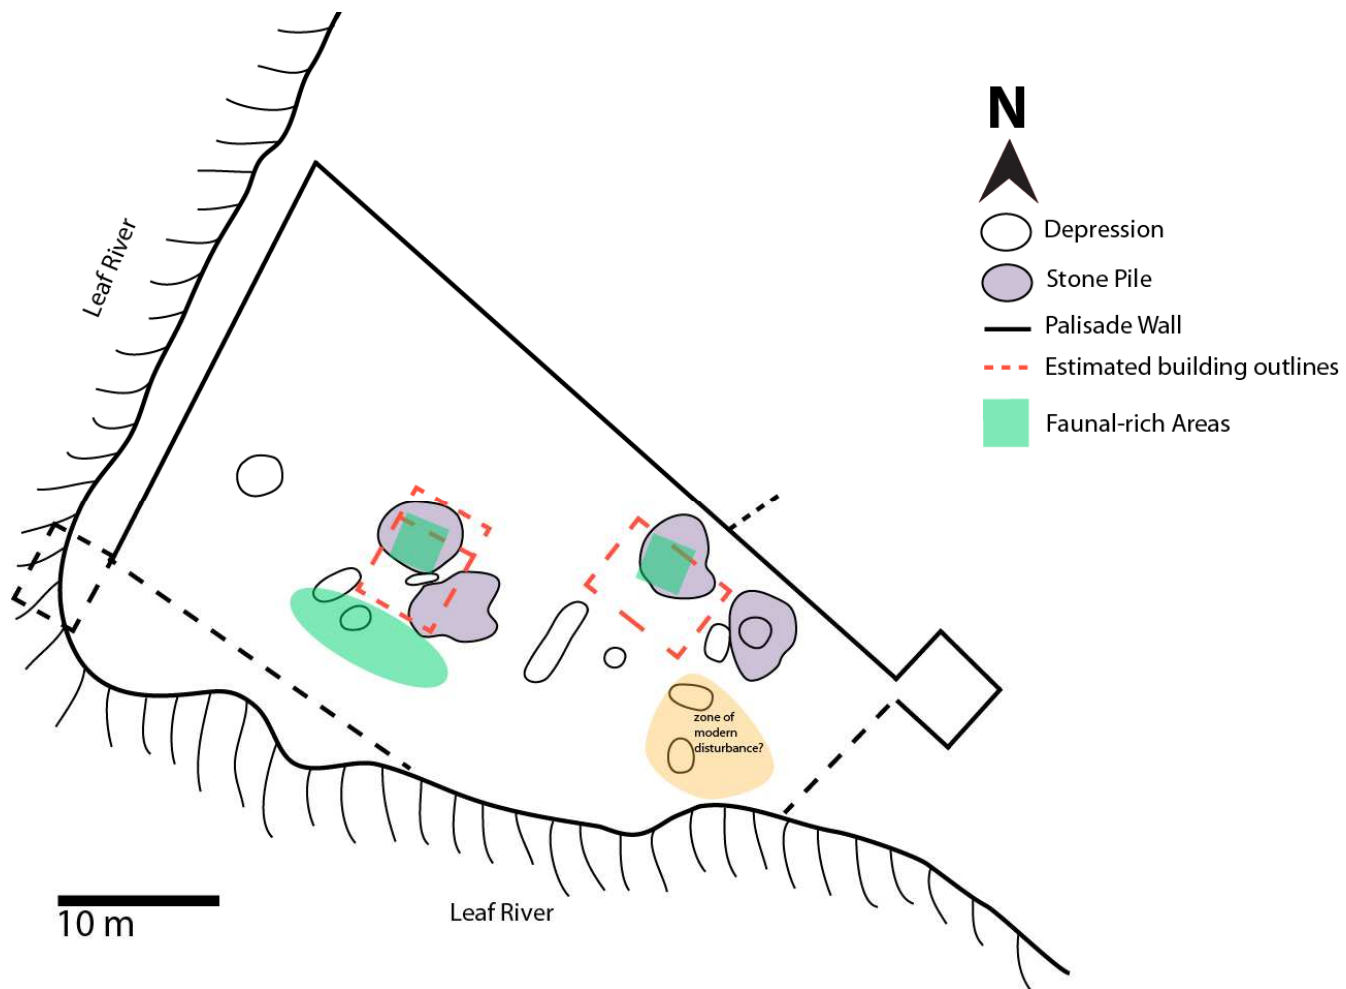 N
Depression
Stone Pile
Palisade Wall
Estimated building outlines
Faunal-rich Areas
Leaf River
zone of
modern
disturbance?
10 m
Leaf River